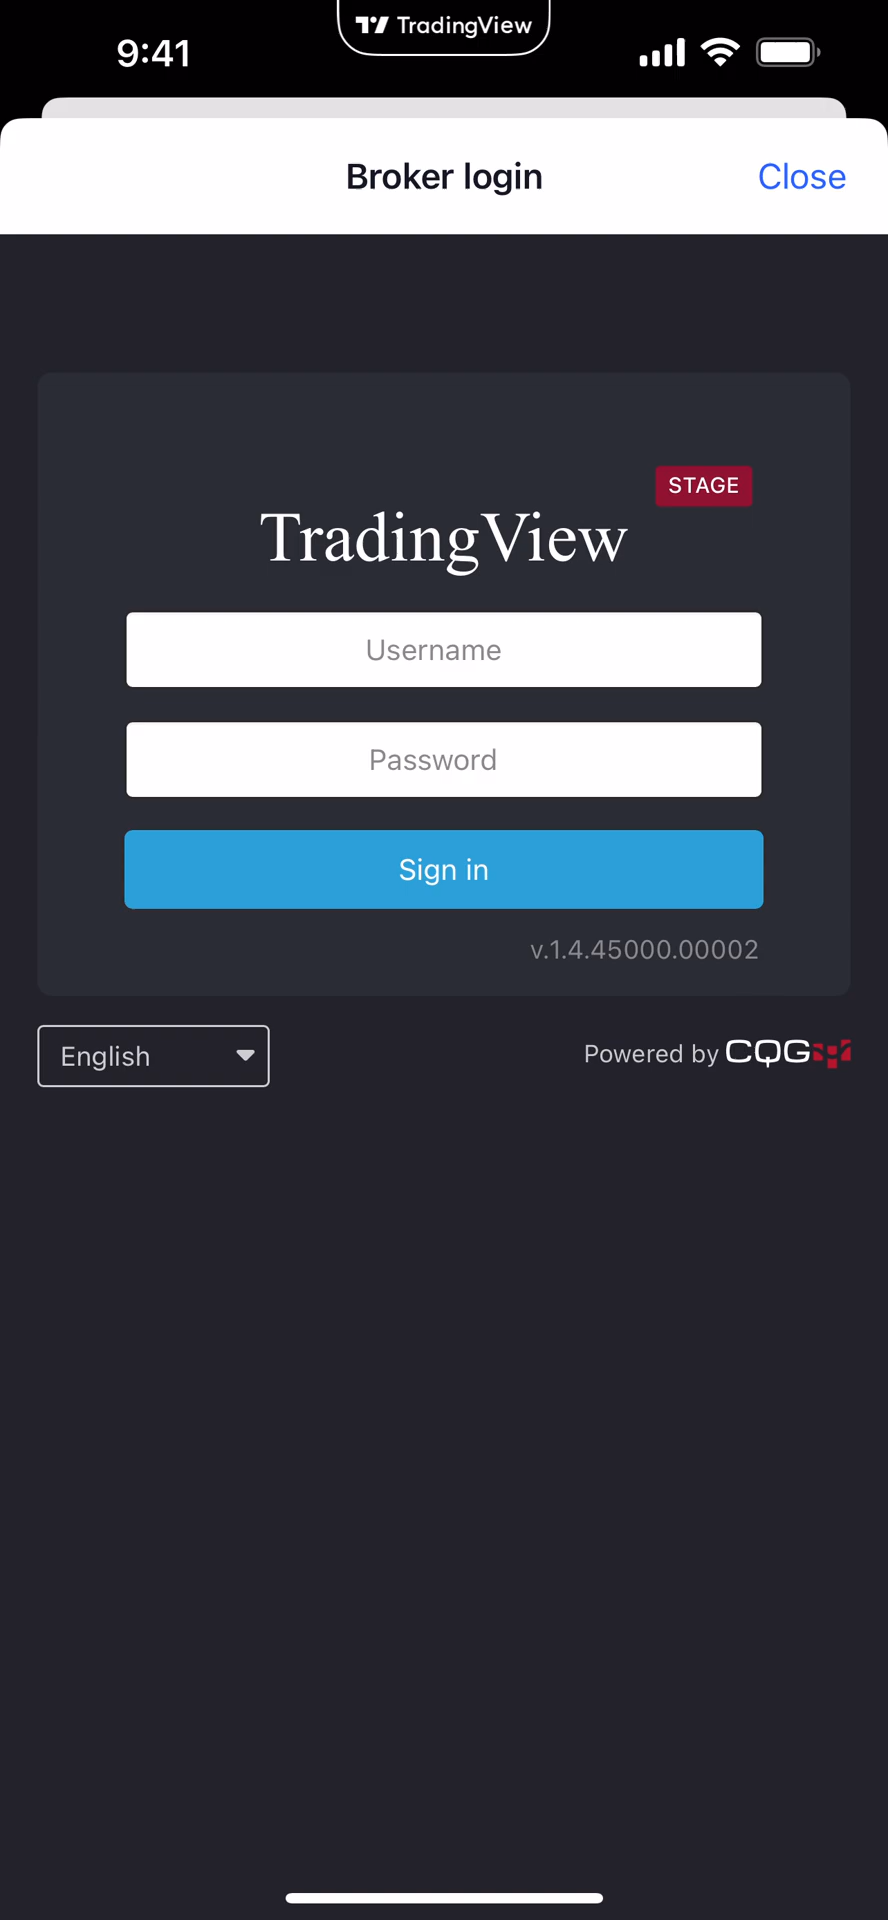 9:41
TradingView
Broker login
Close
STAGE
TradingView
Username
Password
Sign in
v.1.4.45000.00002
English
Powered by CQG